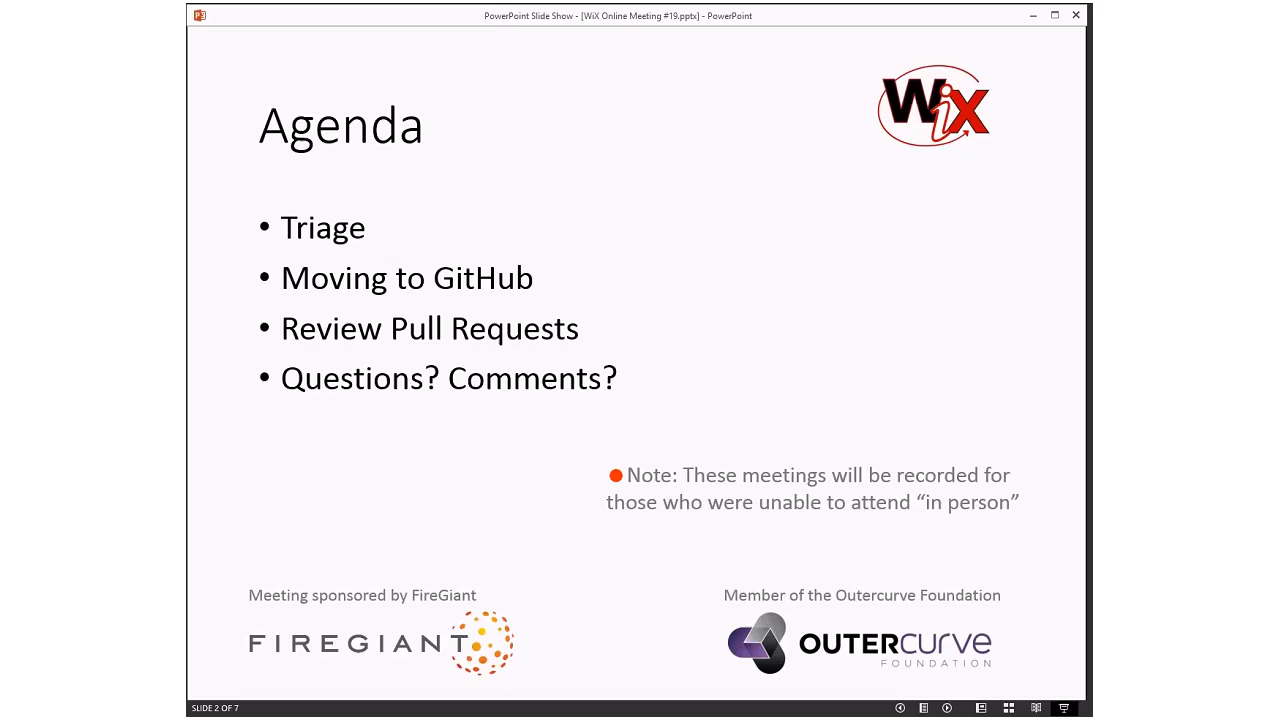 PowerPoint Slide Show - [WiX Online Meeting #19.pptx] - PowerPoint
WiX
Agenda
• Triage
• Moving to GitHub
• Review Pull Requests
• Questions? Comments?
Note: These meetings will be recorded for
those who were unable to attend “in person”
Meeting sponsored by FireGiant
FIREGIANT
Member of the Outercurve Foundation
OUTERCURVE
FOUNDATION
SLIDE 2 OF 7